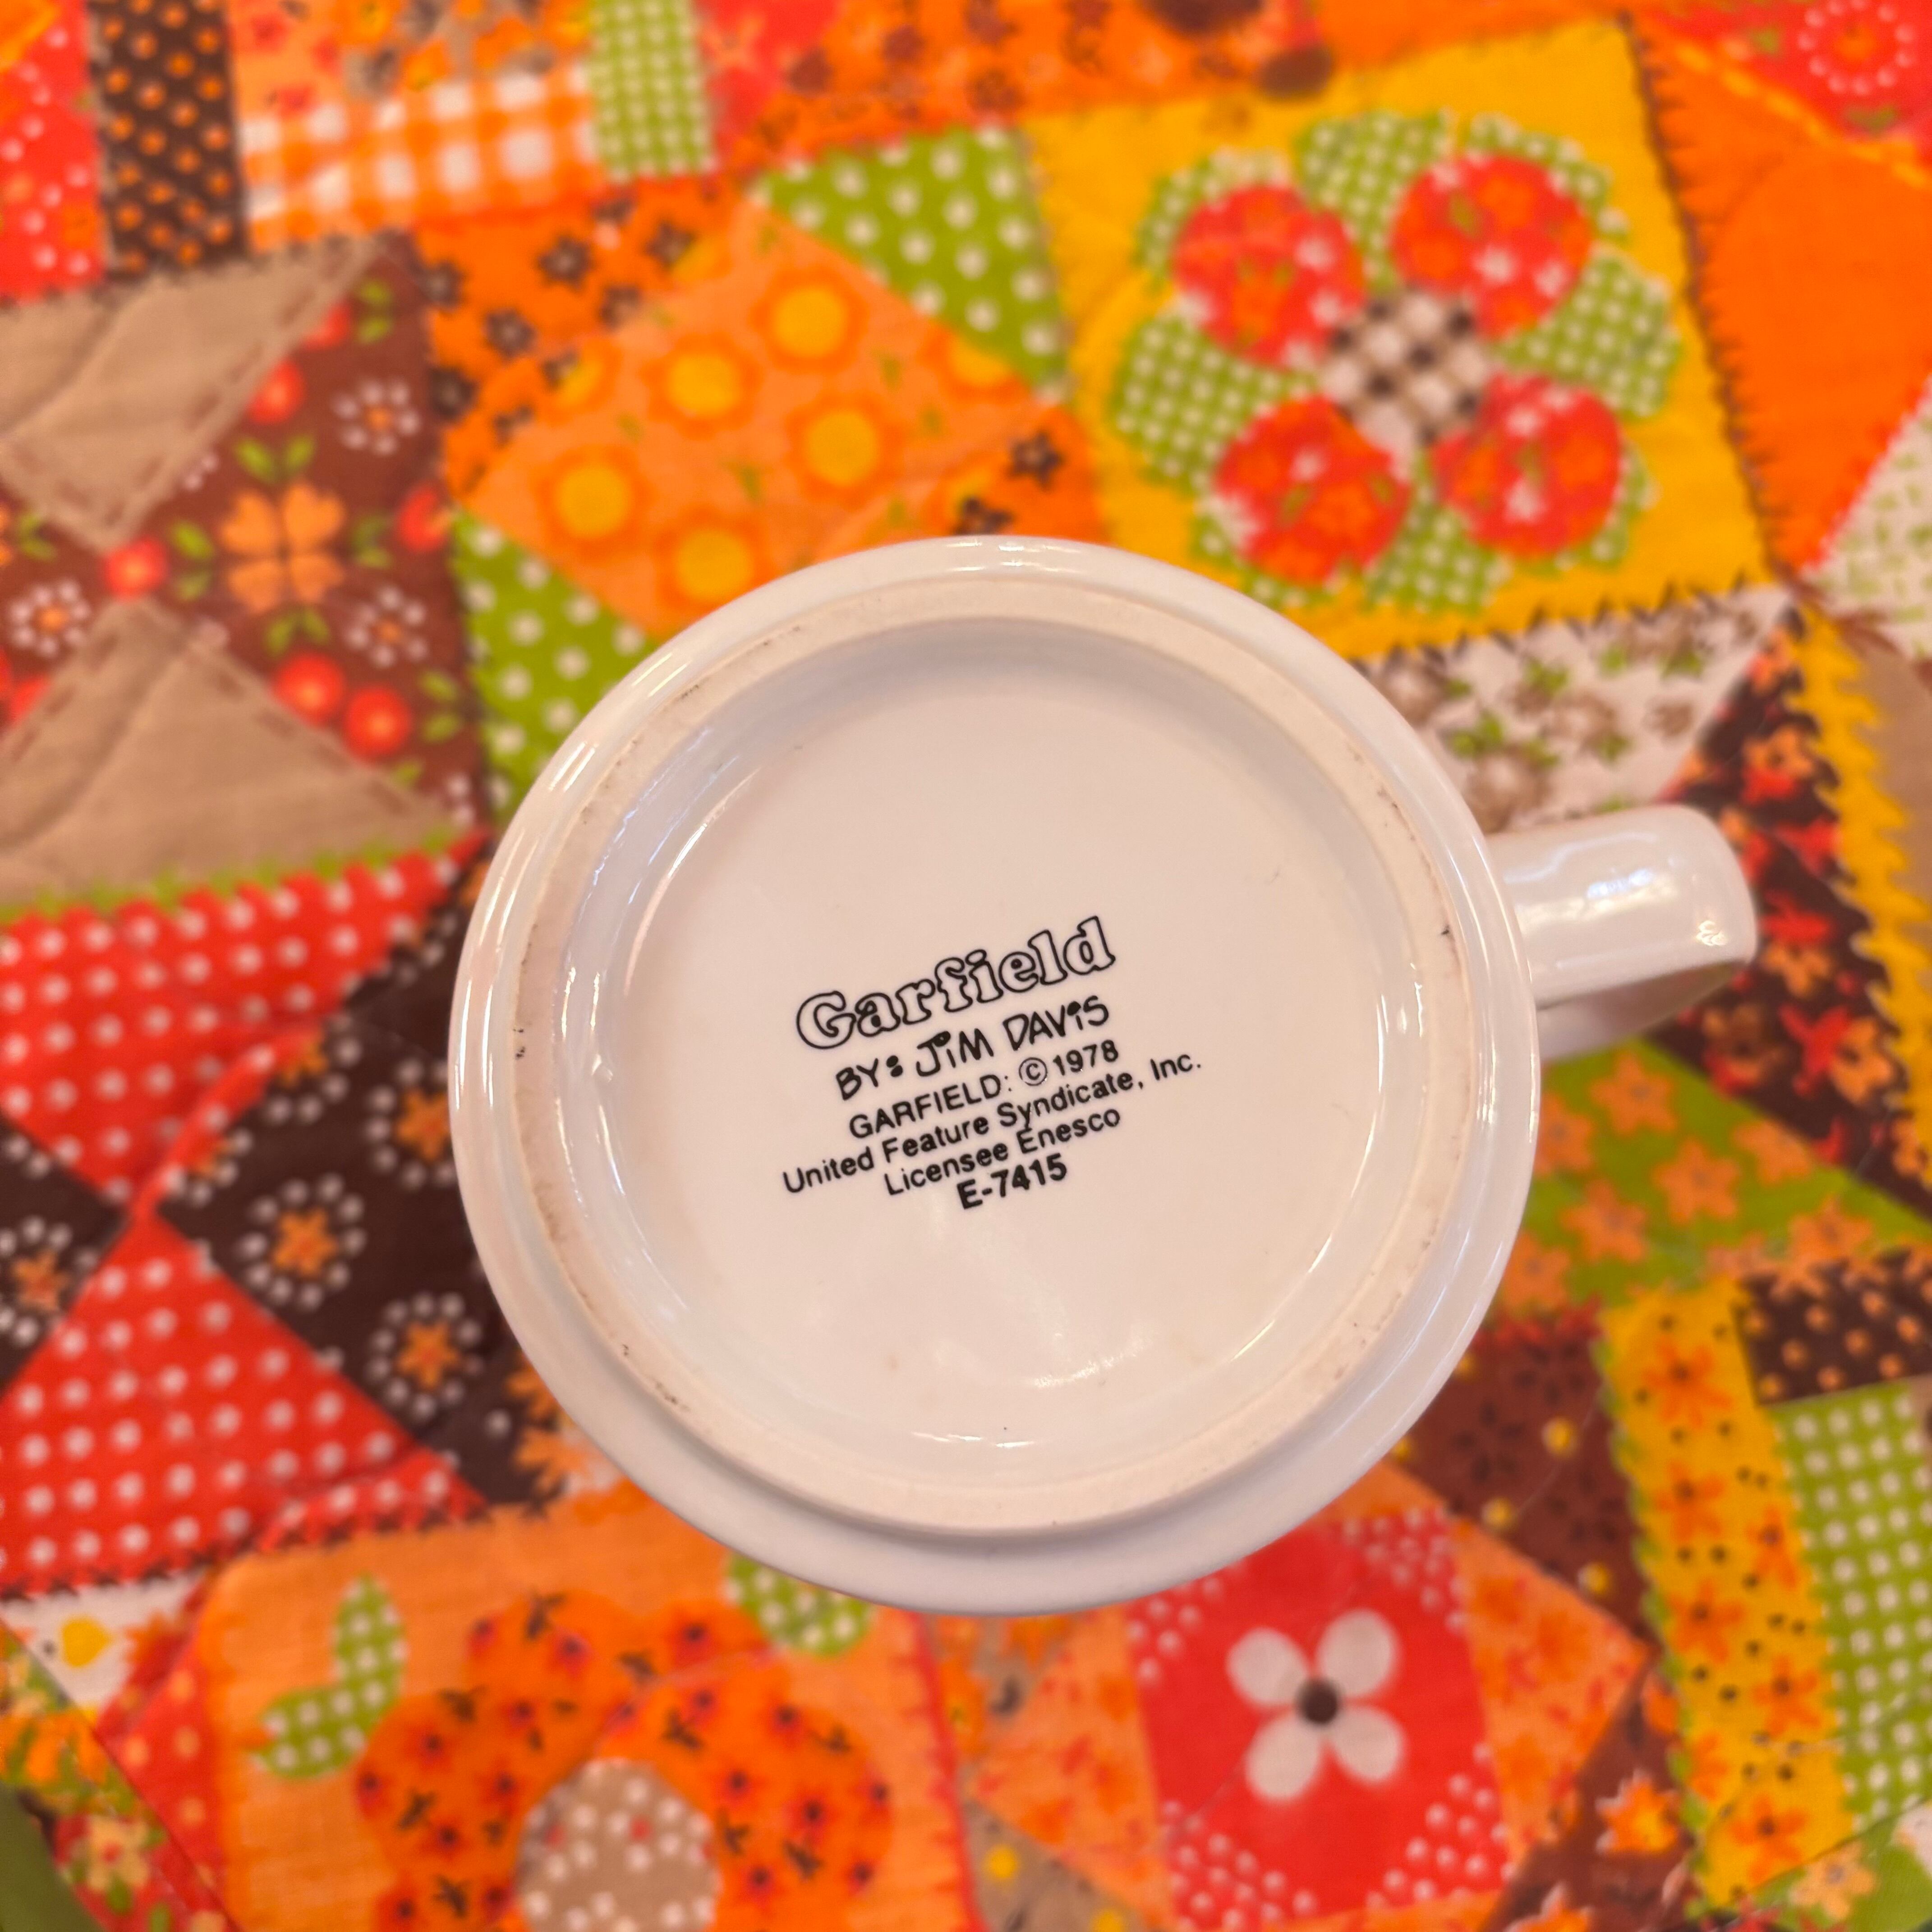 Garfield
BY: JIM DAVIS
GARFIELD: © 1978
United Feature Syndicate, Inc.
Licensee Enesco
E-7415